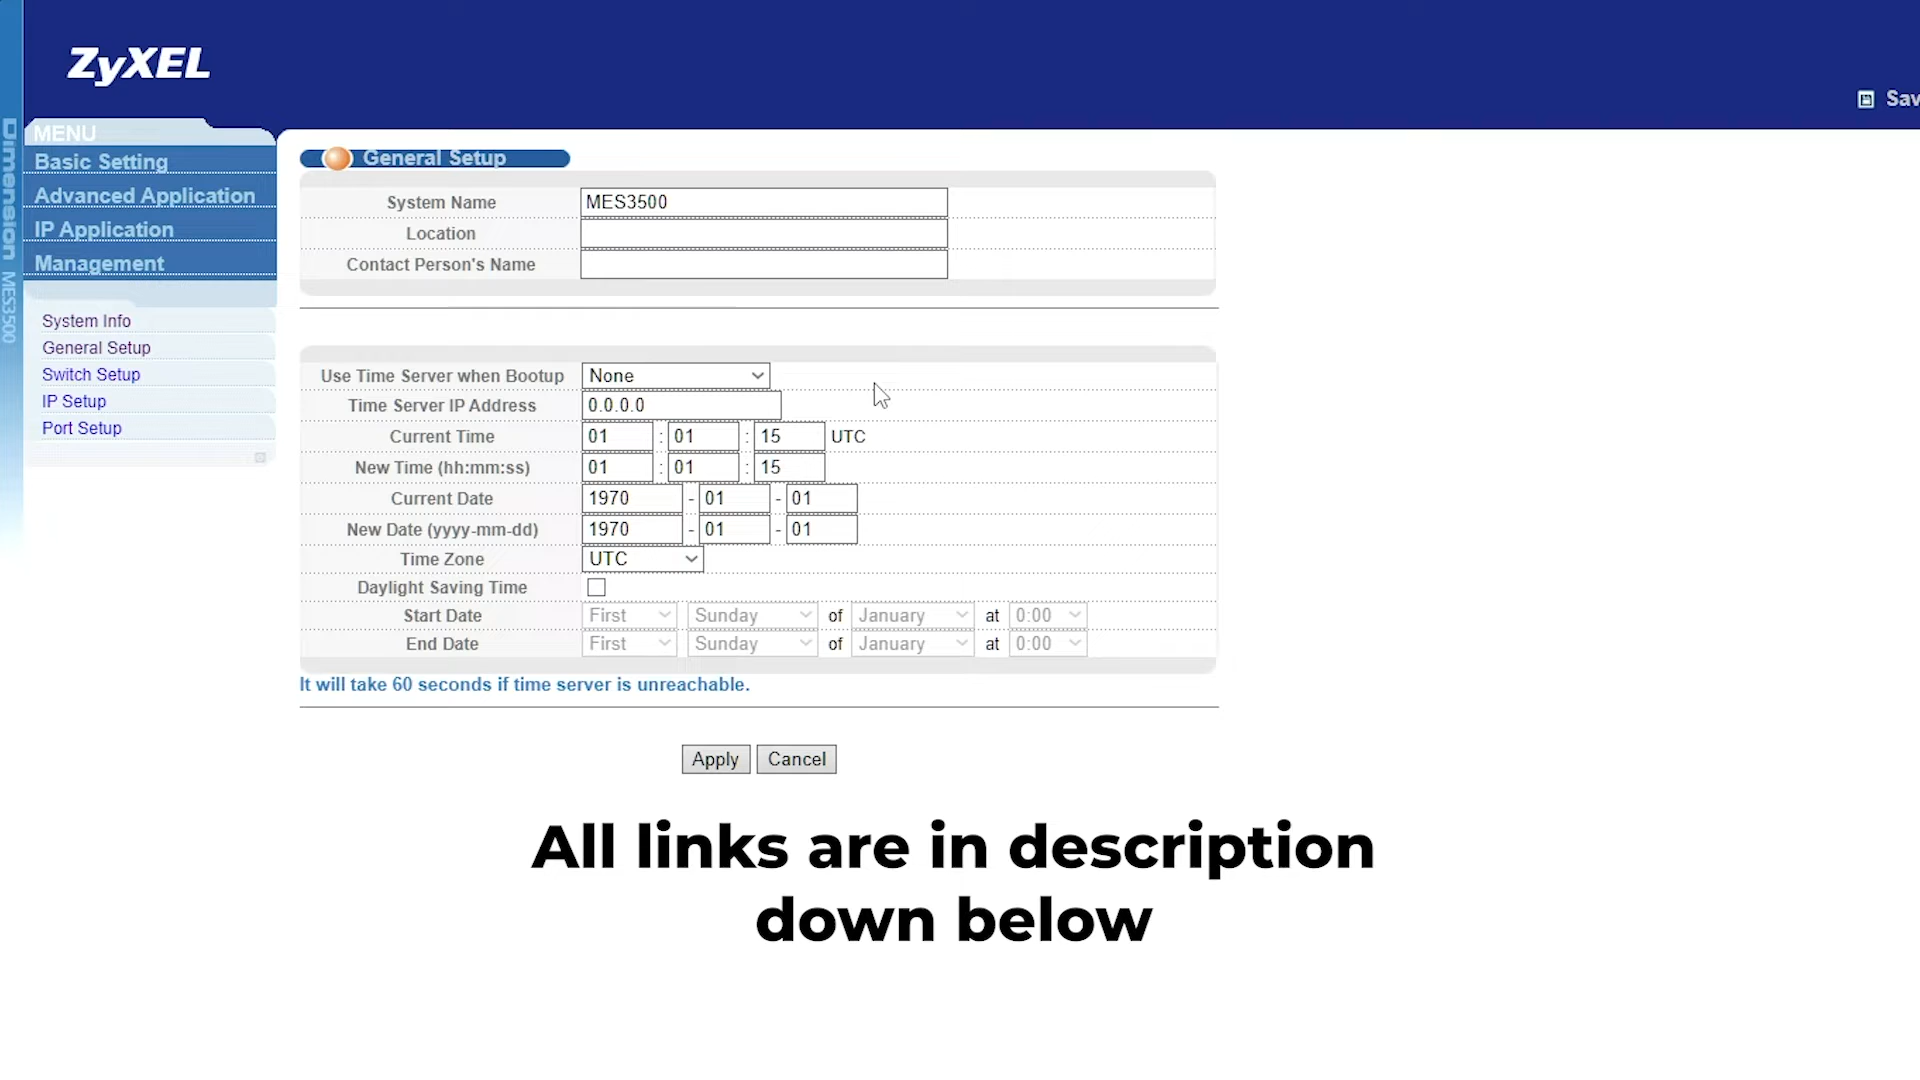 ZyXEL
Sav
MENU
Basic Setting
Advanced Application
IP Application
Management
Dimension MES3500
System Info
General Setup
Switch Setup
IP Setup
Port Setup
General Setup
System Name MES3500
Location
Contact Person's Name
Use Time Server when Bootup None
Time Server IP Address 0.0.0.0
Current Time 01 : 01 : 15 UTC
New Time (hh:mm:ss) 01 : 01 : 15
Current Date 1970 - 01 - 01
New Date (yyyy-mm-dd) 1970 - 01 - 01
Time Zone UTC
Daylight Saving Time
Start Date First Sunday of January at 0:00
End Date First Sunday of January at 0:00
It will take 60 seconds if time server is unreachable.
Apply Cancel
All links are in description
down below